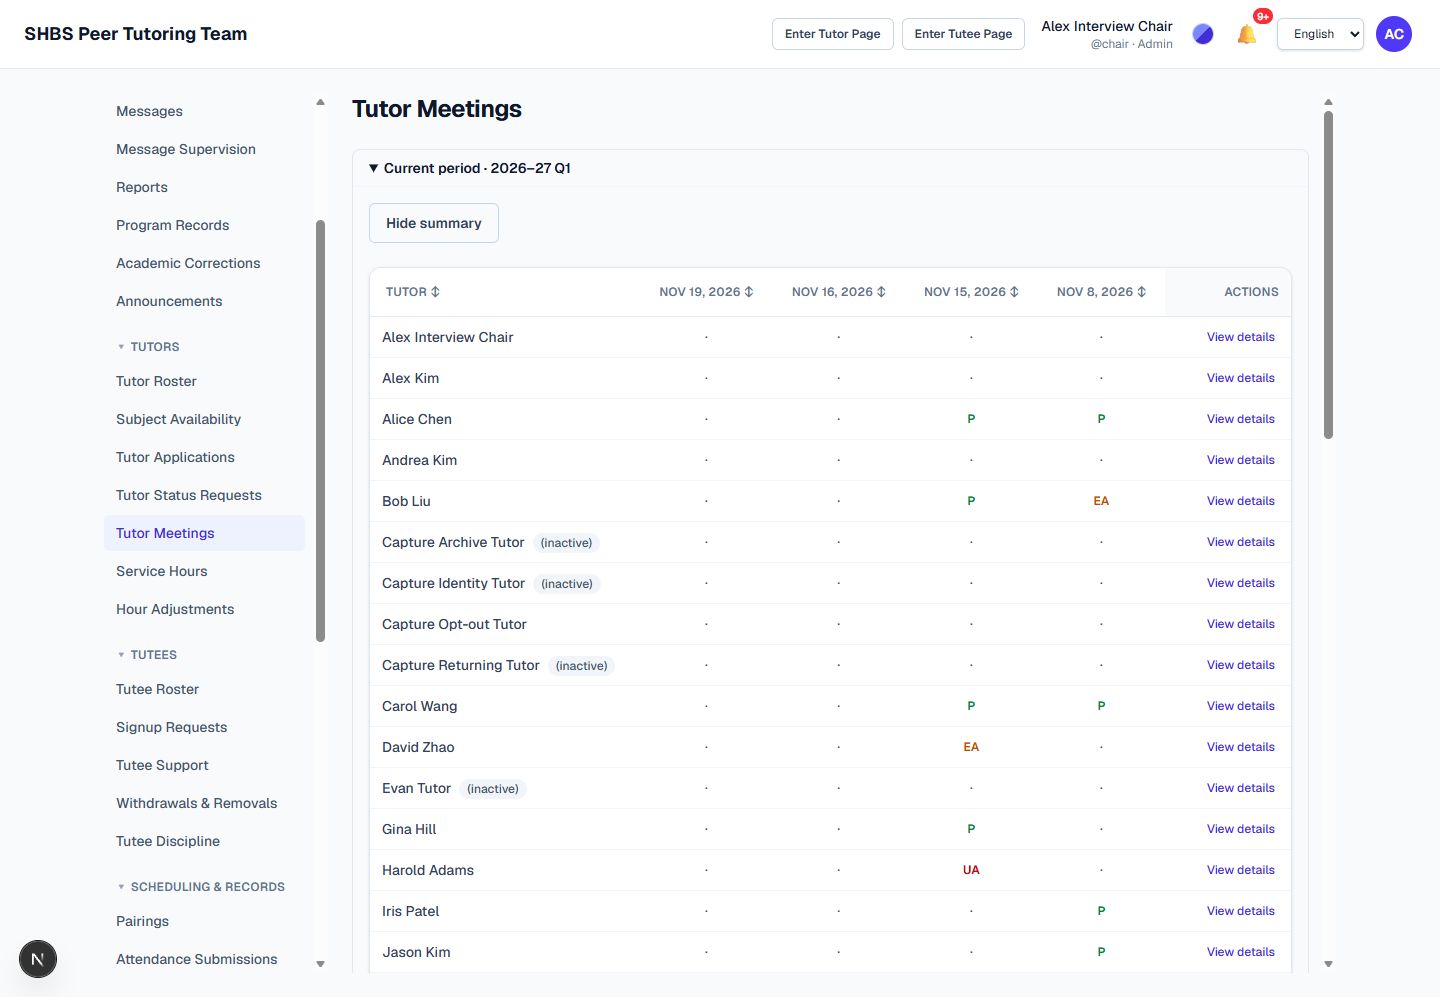 SHBS Peer Tutoring Team
Enter Tutor Page
Enter Tutee Page
Alex Interview Chair
@chair · Admin
9+
English
AC
Messages
Message Supervision
Reports
Program Records
Academic Corrections
Announcements
TUTORS
Tutor Roster
Subject Availability
Tutor Applications
Tutor Status Requests
Tutor Meetings
Service Hours
Hour Adjustments
TUTEES
Tutee Roster
Signup Requests
Tutee Support
Withdrawals & Removals
Tutee Discipline
SCHEDULING & RECORDS
Pairings
Attendance Submissions
N
Tutor Meetings
Current period · 2026–27 Q1
Hide summary
TUTOR NOV 19, 2026 NOV 16, 2026 NOV 15, 2026 NOV 8, 2026 ACTIONS
Alex Interview Chair · · · · View details
Alex Kim · · · · View details
Alice Chen · · P P View details
Andrea Kim · · · · View details
Bob Liu · · P EA View details
Capture Archive Tutor (inactive) · · · · View details
Capture Identity Tutor (inactive) · · · · View details
Capture Opt-out Tutor · · · · View details
Capture Returning Tutor (inactive) · · · · View details
Carol Wang · · P P View details
David Zhao · · EA · View details
Evan Tutor (inactive) · · · · View details
Gina Hill · · P · View details
Harold Adams · · UA · View details
Iris Patel · · · P View details
Jason Kim · · · P View details